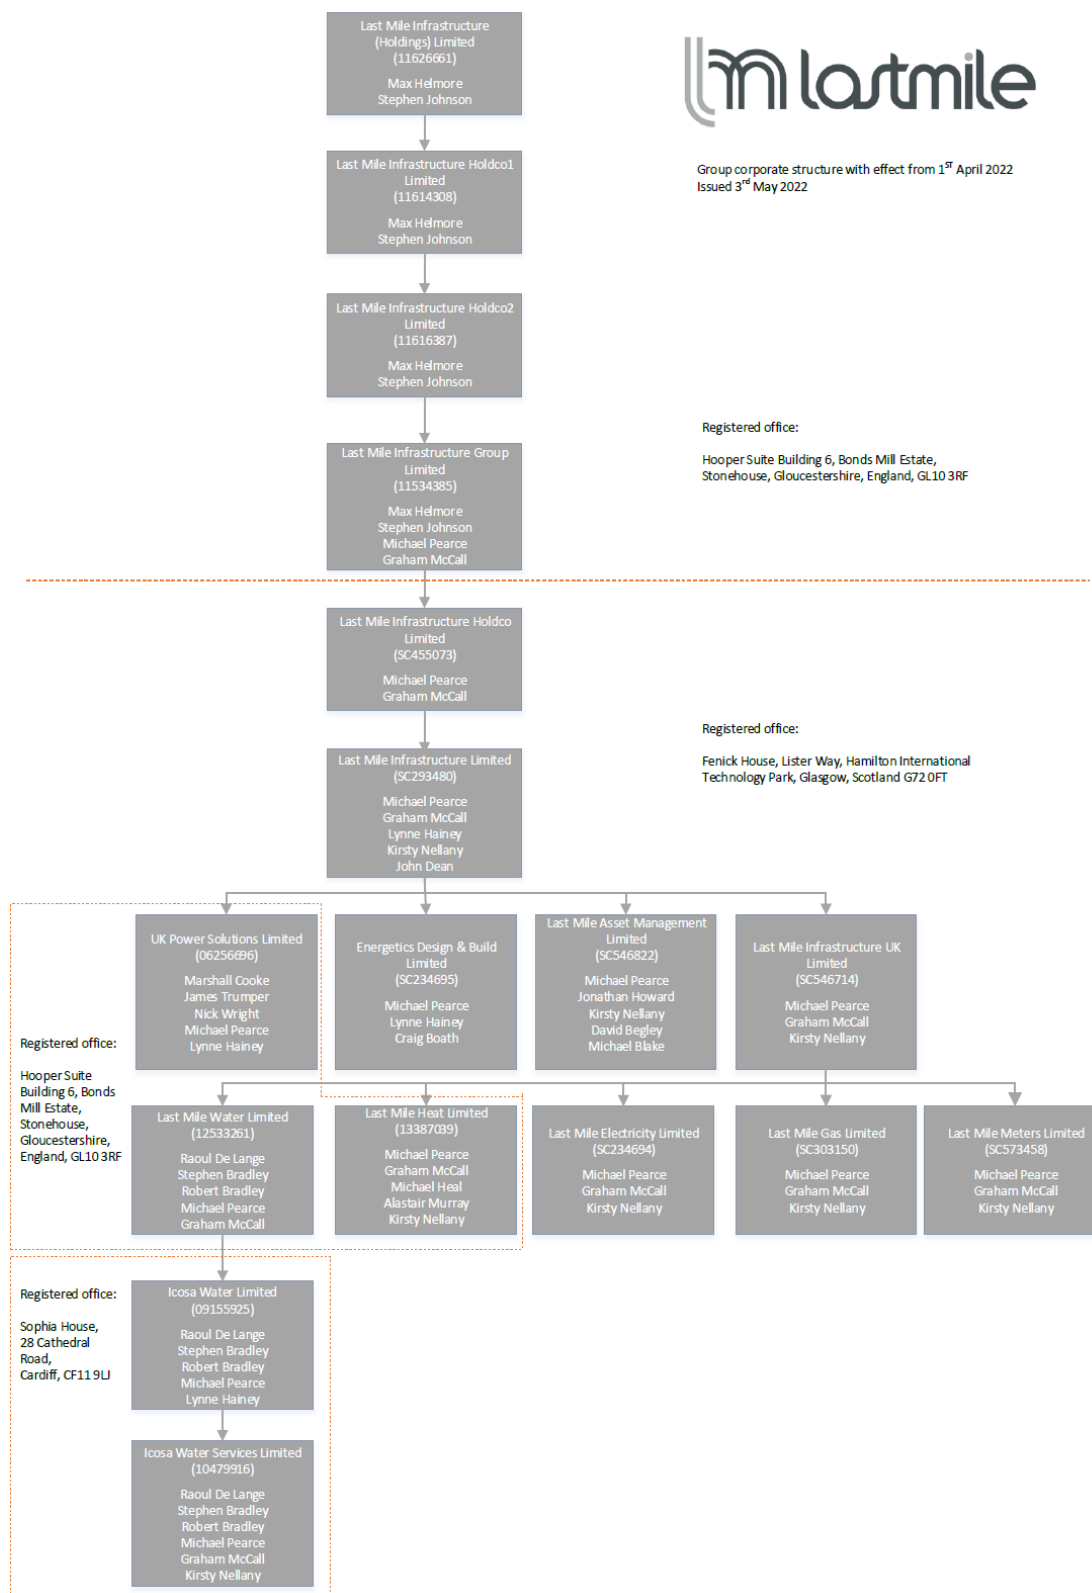 Last Mile Infrastructure
(Holdings) Limited
(11626661)
Max Helmore
Stephen Johnson
lastmile
Group corporate structure with effect from 1ST April 2022
Issued 3rd May 2022
Last Mile Infrastructure Holdco1
Limited
(11614308)
Max Helmore
Stephen Johnson
Last Mile Infrastructure Holdco2
Limited
(11616387)
Max Helmore
Stephen Johnson
Registered office:
Hooper Suite Building 6, Bonds Mill Estate,
Stonehouse, Gloucestershire, England, GL10 3RF
Last Mile Infrastructure Group
Limited
(11534385)
Max Helmore
Stephen Johnson
Michael Pearce
Graham McCall
Last Mile Infrastructure Holdco
Limited
(SC455073)
Michael Pearce
Graham McCall
Registered office:
Fenick House, Lister Way, Hamilton International
Technology Park, Glasgow, Scotland G72 0FT
Last Mile Infrastructure Limited
(SC293480)
Michael Pearce
Graham McCall
Lynne Hainey
Kirsty Nellany
John Dean
UK Power Solutions Limited
(06256696)
Marshall Cooke
James Trumper
Nick Wright
Michael Pearce
Lynne Hainey
Energetics Design & Build
Limited
(SC234695)
Michael Pearce
Lynne Hainey
Craig Boath
Last Mile Asset Management
Limited
(SC546822)
Michael Pearce
Jonathan Howard
Kirsty Nellany
David Begley
Michael Blake
Last Mile Infrastructure UK
Limited
(SC546714)
Michael Pearce
Graham McCall
Kirsty Nellany
Registered office:
Hooper Suite
Building 6, Bonds
Mill Estate,
Stonehouse,
Gloucestershire,
England, GL10 3RF
Last Mile Water Limited
(12533261)
Raoul De Lange
Stephen Bradley
Robert Bradley
Michael Pearce
Graham McCall
Last Mile Heat Limited
(13387039)
Michael Pearce
Graham McCall
Michael Heal
Alastair Murray
Kirsty Nellany
Last Mile Electricity Limited
(SC234694)
Michael Pearce
Graham McCall
Kirsty Nellany
Last Mile Gas Limited
(SC303150)
Michael Pearce
Graham McCall
Kirsty Nellany
Last Mile Meters Limited
(SC573458)
Michael Pearce
Graham McCall
Kirsty Nellany
Registered office:
Sophia House,
28 Cathedral
Road,
Cardiff, CF11 9LJ
Icosa Water Limited
(09155925)
Raoul De Lange
Stephen Bradley
Robert Bradley
Michael Pearce
Lynne Hainey
Icosa Water Services Limited
(10479916)
Raoul De Lange
Stephen Bradley
Robert Bradley
Michael Pearce
Graham McCall
Kirsty Nellany